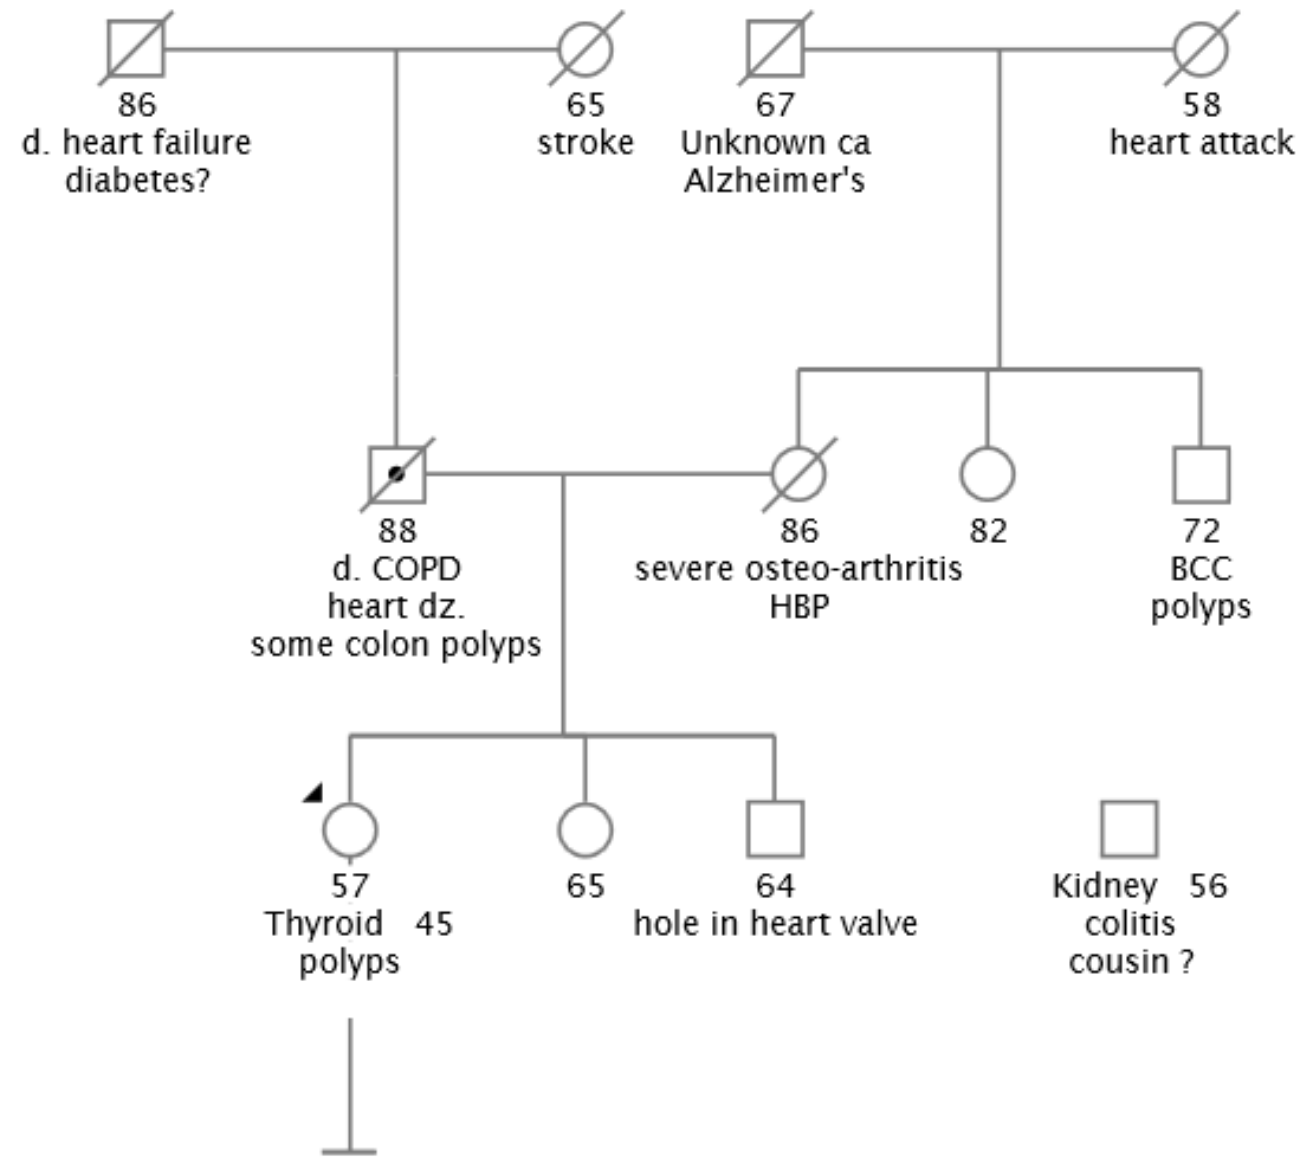 86
d. heart failure
diabetes?
65
stroke
67
Unknown ca
Alzheimer's
58
heart attack
88
d. COPD
heart dz.
some colon polyps
86
severe osteo-arthritis
HBP
82
72
BCC
polyps
57
Thyroid 45
polyps
65
64
hole in heart valve
Kidney 56
colitis
cousin ?